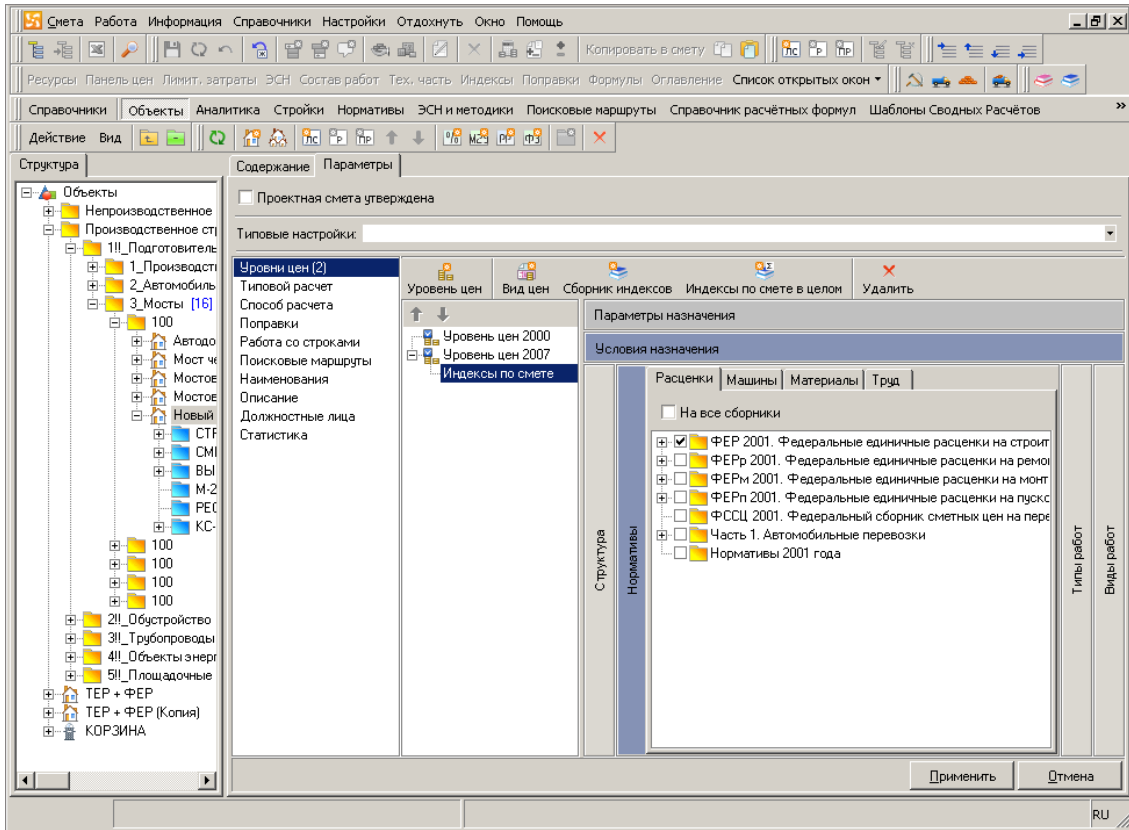 Смета Работа Информация Справочники Настройки Отдохнуть Окно Помощь
Копировать в смету
Ресурсы Панель цен Лимит. затраты ЭСН Состав работ Тех. часть Индексы Поправки Формулы Оглавление Список открытых окон
Справочники Объекты Аналитика Стройки Нормативы ЭСН и методики Поисковые маршруты Справочник расчётных формул Шаблоны Сводных Расчётов
Действие Вид
Структура
Содержание Параметры
Объекты
Непроизводственное
Производственное стр
1!!_Подготовитель
1_Производст
2_Автомобиль
3_Мосты [16]
100
Автодо
Мост че
Мостов
Мостов
Новый
СТР
СМ
ВЫ
М-2
РЕС
КС-
100
100
100
100
2!!_Обустройство
3!!_Трубопроводы
4!!_Объекты энерг
5!!_Площадочные
ТЕР + ФЕР
ТЕР + ФЕР (Копия)
КОРЗИНА
Проектная смета утверждена
Типовые настройки:
Уровни цен (2)
Типовой расчет
Способ расчета
Поправки
Работа со строками
Поисковые маршруты
Наименования
Описание
Должностные лица
Статистика
Уровень цен Вид цен Сборник индексов Индексы по смете в целом Удалить
Уровень цен 2000
Уровень цен 2007
Индексы по смете
Параметры назначения
Условия назначения
Структура
Нормативы
Расценки Машины Материалы Труд
На все сборники
ФЕР 2001. Федеральные единичные расценки на строит
ФЕРр 2001. Федеральные единичные расценки на ремо
ФЕРм 2001. Федеральные единичные расценки на монт
ФЕРп 2001. Федеральные единичные расценки на пуско
ФССЦ 2001. Федеральный сборник сметных цен на пере
Часть 1. Автомобильные перевозки
Нормативы 2001 года
Типы работ
Виды работ
Применить Отмена
RU